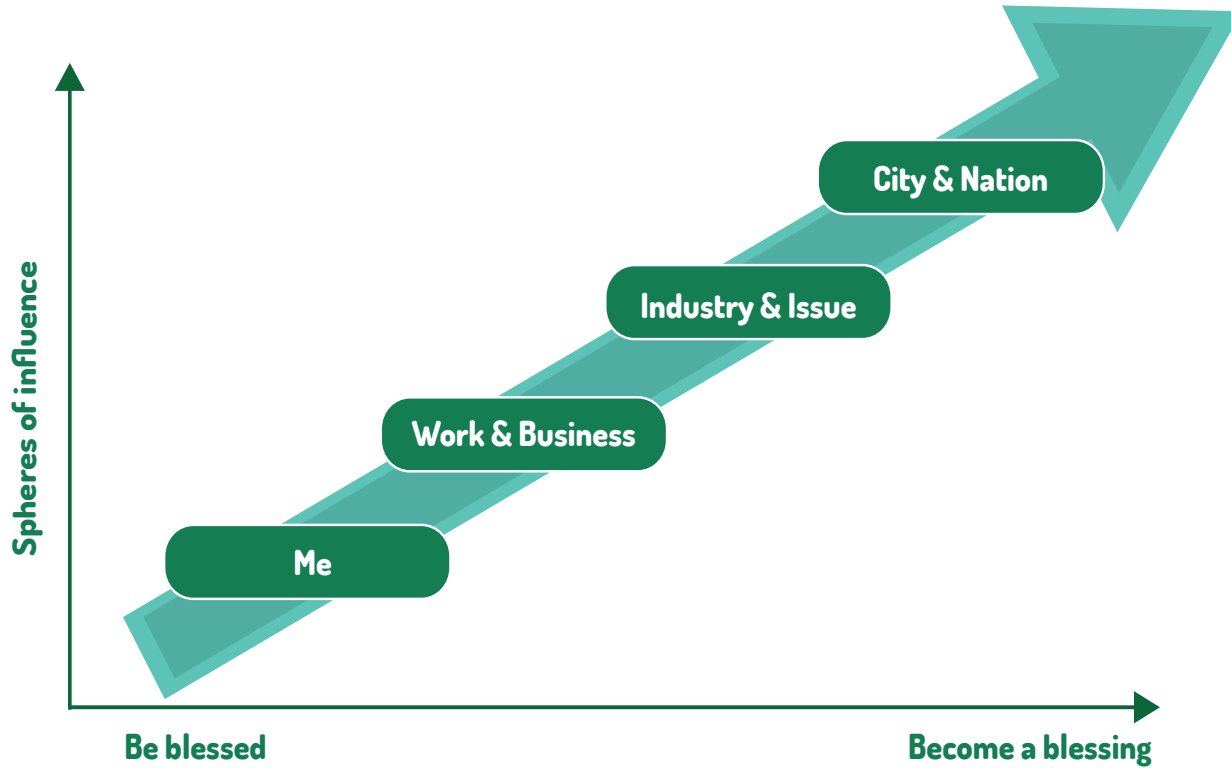 City & Nation
Industry & Issue
Work & Business
Me
Spheres of influence
Be blessed
Become a blessing